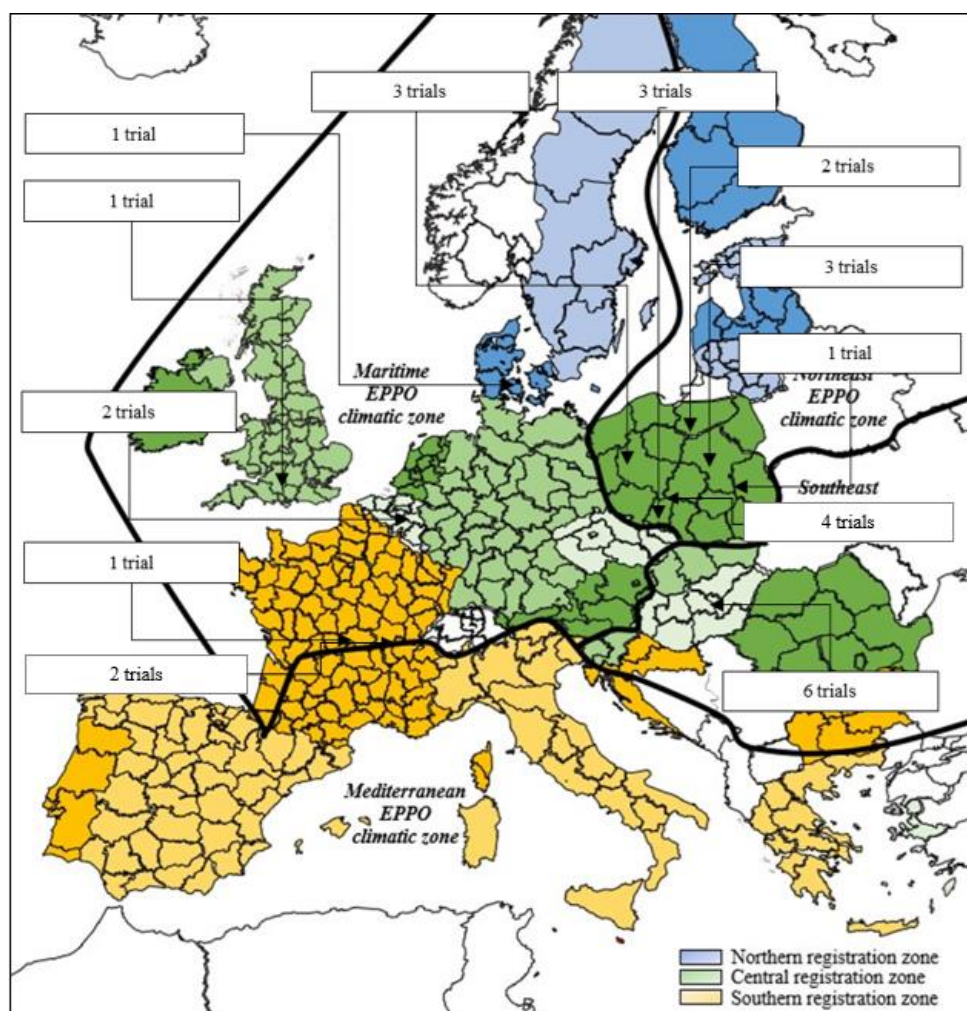 3 trials
3 trials
1 trial
2 trials
1 trial
3 trials
1 trial
Maritime
EPPO
climatic zone
Northeast
EPPO
climatic zone
2 trials
Southeast
4 trials
1 trial
2 trials
6 trials
Mediterranean
EPPO
climatic zone
Northern registration zone
Central registration zone
Southern registration zone